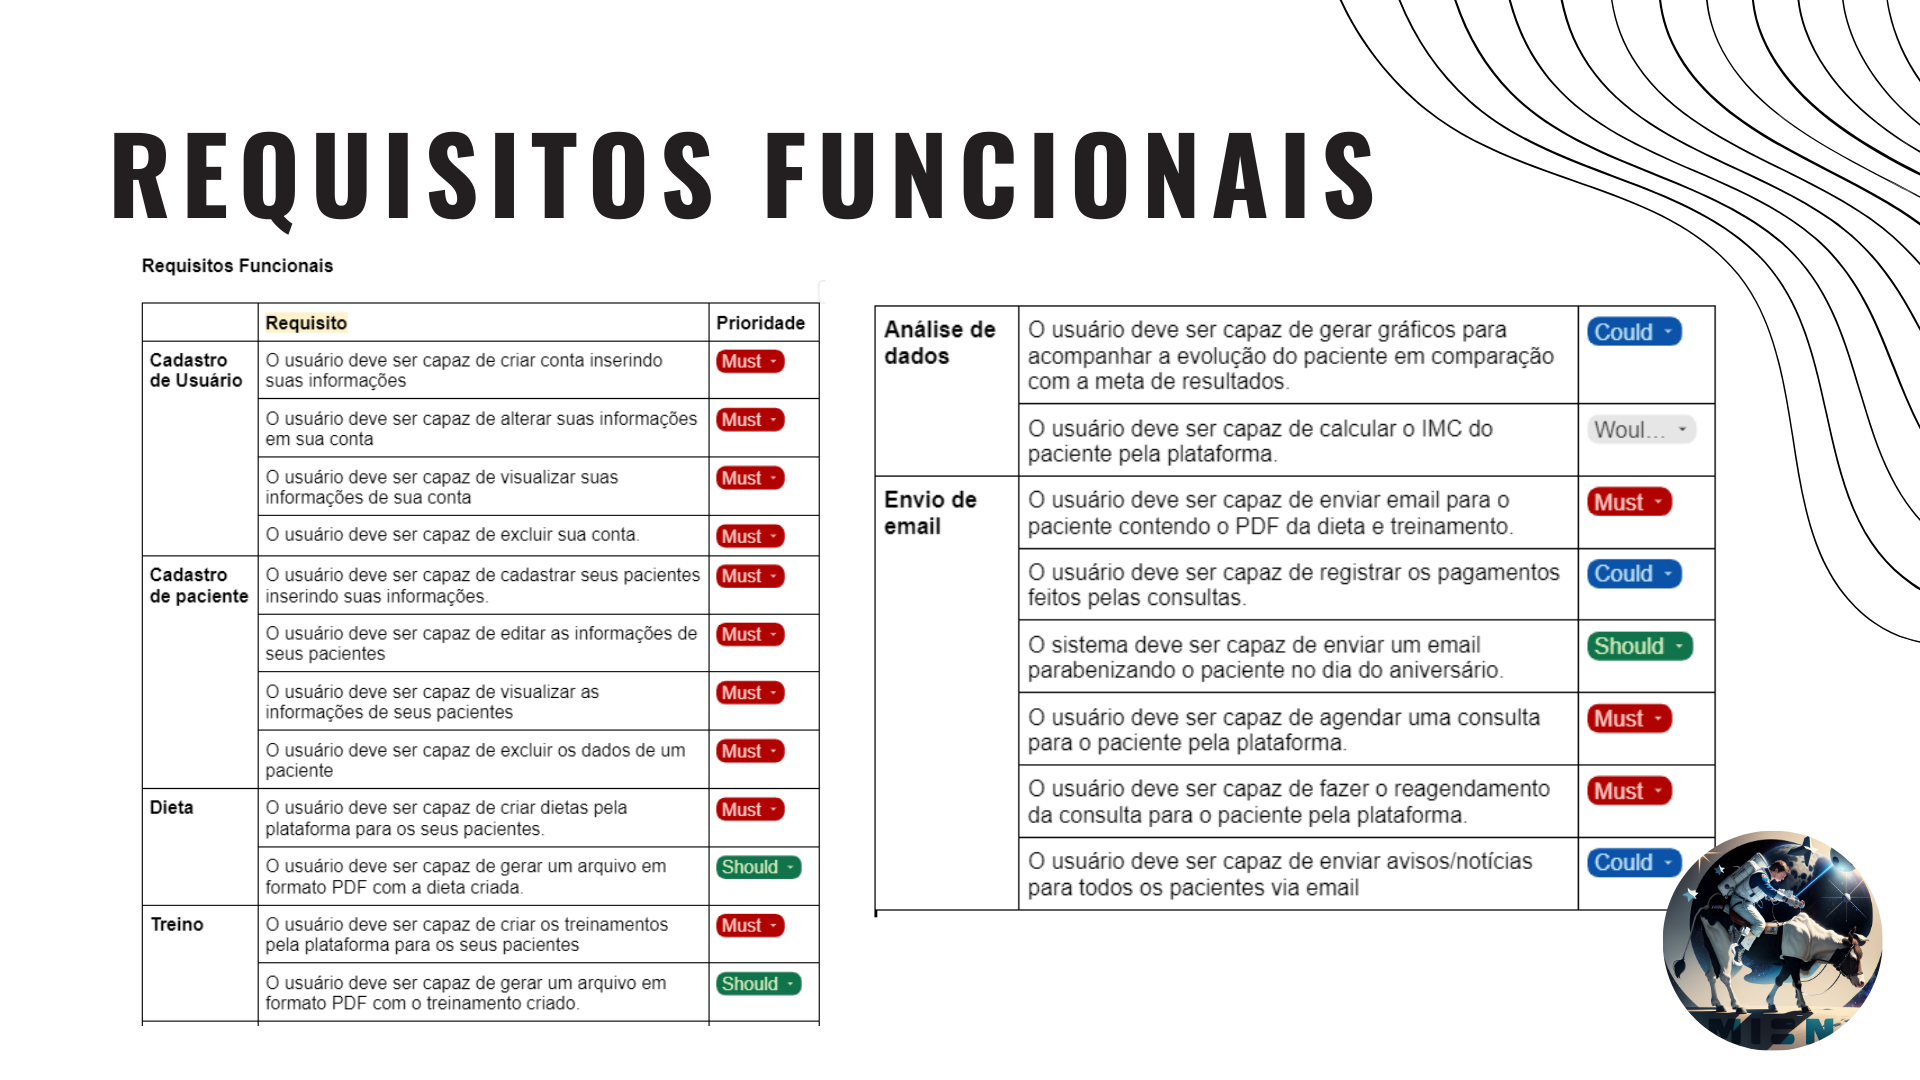 REQUISITOS FUNCIONAIS
Requisitos Funcionais
Requisito
Prioridade
Cadastro
de Usuário
O usuário deve ser capaz de criar conta inserindo
suas informações
Must
O usuário deve ser capaz de alterar suas informações
em sua conta
Must
O usuário deve ser capaz de visualizar suas
informações de sua conta
Must
O usuário deve ser capaz de excluir sua conta.
Must
Cadastro
de paciente
O usuário deve ser capaz de cadastrar seus pacientes
inserindo suas informações.
Must
O usuário deve ser capaz de editar as informações de
seus pacientes
Must
O usuário deve ser capaz de visualizar as
informações de seus pacientes
Must
O usuário deve ser capaz de excluir os dados de um
paciente
Must
Dieta
O usuário deve ser capaz de criar dietas pela
plataforma para os seus pacientes.
Must
O usuário deve ser capaz de gerar um arquivo em
formato PDF com a dieta criada.
Should
Treino
O usuário deve ser capaz de criar os treinamentos
pela plataforma para os seus pacientes
Must
O usuário deve ser capaz de gerar um arquivo em
formato PDF com o treinamento criado.
Should
Análise de
dados
O usuário deve ser capaz de gerar gráficos para
acompanhar a evolução do paciente em comparação
com a meta de resultados.
Could
O usuário deve ser capaz de calcular o IMC do
paciente pela plataforma.
Woul...
Envio de
email
O usuário deve ser capaz de enviar email para o
paciente contendo o PDF da dieta e treinamento.
Must
O usuário deve ser capaz de registrar os pagamentos
feitos pelas consultas.
Could
O sistema deve ser capaz de enviar um email
parabenizando o paciente no dia do aniversário.
Should
O usuário deve ser capaz de agendar uma consulta
para o paciente pela plataforma.
Must
O usuário deve ser capaz de fazer o reagendamento
da consulta para o paciente pela plataforma.
Must
O usuário deve ser capaz de enviar avisos/notícias
para todos os pacientes via email
Could